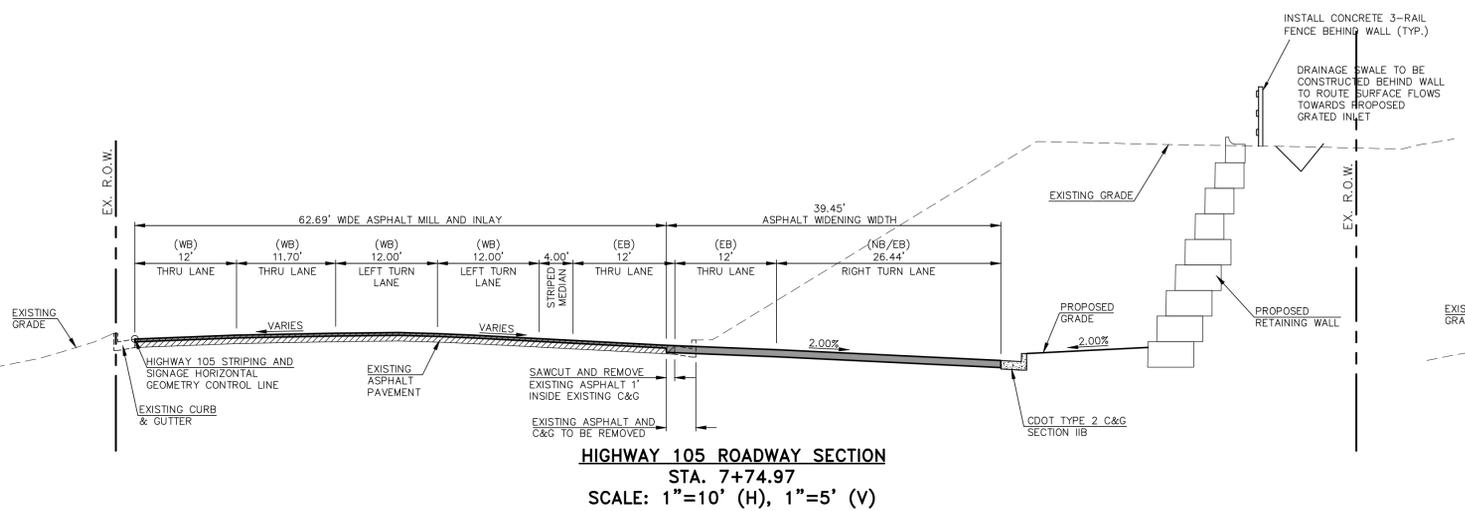 INSTALL CONCRETE 3-RAIL
FENCE BEHIND WALL (TYP.)
DRAINAGE SWALE TO BE
CONSTRUCTED BEHIND WALL
TO ROUTE SURFACE FLOWS
TOWARDS PROPOSED
GRATED INLET
EX. R.O.W.
EXISTING GRADE
EX. R.O.W.
62.69' WIDE ASPHALT MILL AND INLAY
39.45'
ASPHALT WIDENING WIDTH
(WB)
12'
THRU LANE
(WB)
11.70'
THRU LANE
(WB)
12.00'
LEFT TURN
LANE
(WB)
12.00'
LEFT TURN
LANE
4.00'
STRIPED
MEDIAN
(EB)
12'
THRU LANE
(EB)
12'
THRU LANE
(NB/EB)
26.44'
RIGHT TURN LANE
EXISTING
GRADE
VARIES
VARIES
2.00%
PROPOSED
GRADE
2.00%
PROPOSED
RETAINING WALL
EXIS
GRA
HIGHWAY 105 STRIPING AND
SIGNAGE HORIZONTAL
GEOMETRY CONTROL LINE
EXISTING
ASPHALT
PAVEMENT
SAWCUT AND REMOVE
EXISTING ASPHALT 1'
INSIDE EXISTING C&G
EXISTING CURB
& GUTTER
EXISTING ASPHALT AND
C&G TO BE REMOVED
CDOT TYPE 2 C&G
SECTION IIB
HIGHWAY 105 ROADWAY SECTION
STA. 7+74.97
SCALE: 1"=10' (H), 1"=5' (V)